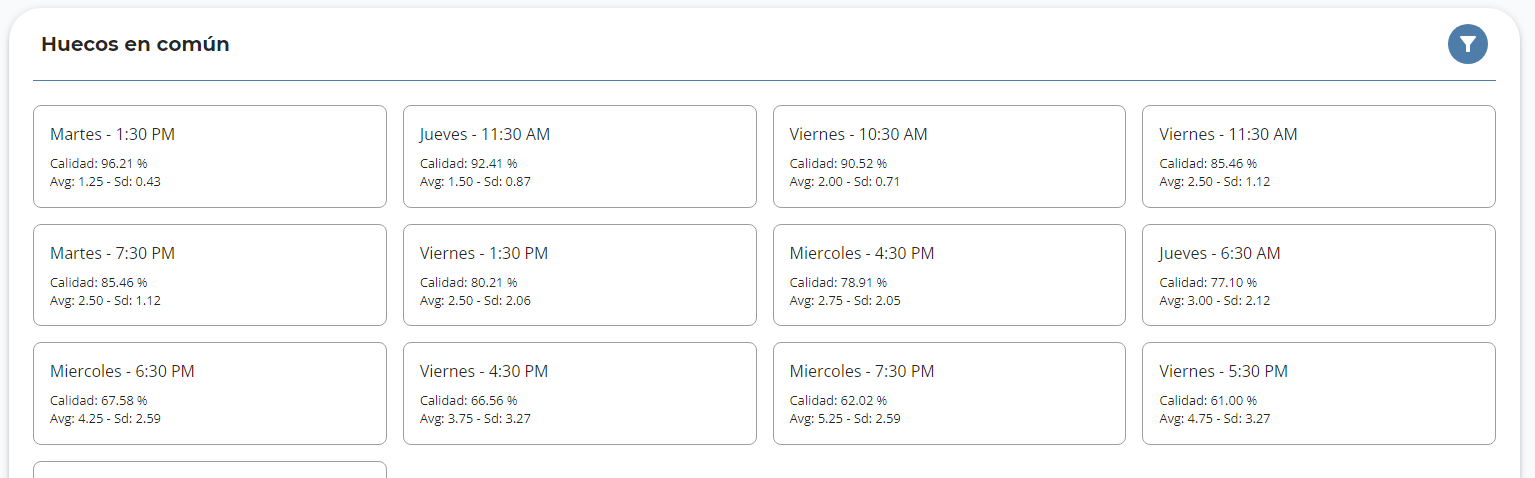 Huecos en común
Martes - 1:30 PM
Calidad: 96.21 %
Avg: 1.25 - Sd: 0.43
Jueves - 11:30 AM
Calidad: 92.41 %
Avg: 1.50 - Sd: 0.87
Viernes - 10:30 AM
Calidad: 90.52 %
Avg: 2.00 - Sd: 0.71
Viernes - 11:30 AM
Calidad: 85.46 %
Avg: 2.50 - Sd: 1.12
Martes - 7:30 PM
Calidad: 85.46 %
Avg: 2.50 - Sd: 1.12
Viernes - 1:30 PM
Calidad: 80.21 %
Avg: 2.50 - Sd: 2.06
Miercoles - 4:30 PM
Calidad: 78.91 %
Avg: 2.75 - Sd: 2.05
Jueves - 6:30 AM
Calidad: 77.10 %
Avg: 3.00 - Sd: 2.12
Miercoles - 6:30 PM
Calidad: 67.58 %
Avg: 4.25 - Sd: 2.59
Viernes - 4:30 PM
Calidad: 66.56 %
Avg: 3.75 - Sd: 3.27
Miercoles - 7:30 PM
Calidad: 62.02 %
Avg: 5.25 - Sd: 2.59
Viernes - 5:30 PM
Calidad: 61.00 %
Avg: 4.75 - Sd: 3.27